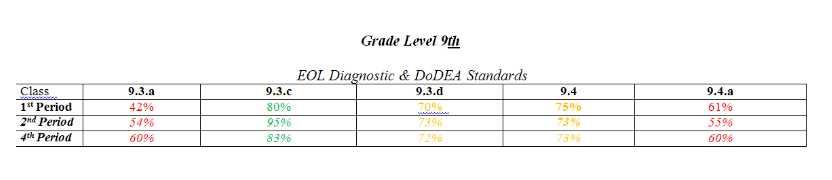 Grade Level 9th
EOL Diagnostic & DoDEA Standards
Class 9.3.a 9.3.c 9.3.d 9.4 9.4.a
1st Period 42% 80% 70% 75% 61%
2nd Period 54% 95% 73% 73% 55%
4th Period 60% 83% 72% 73% 60%